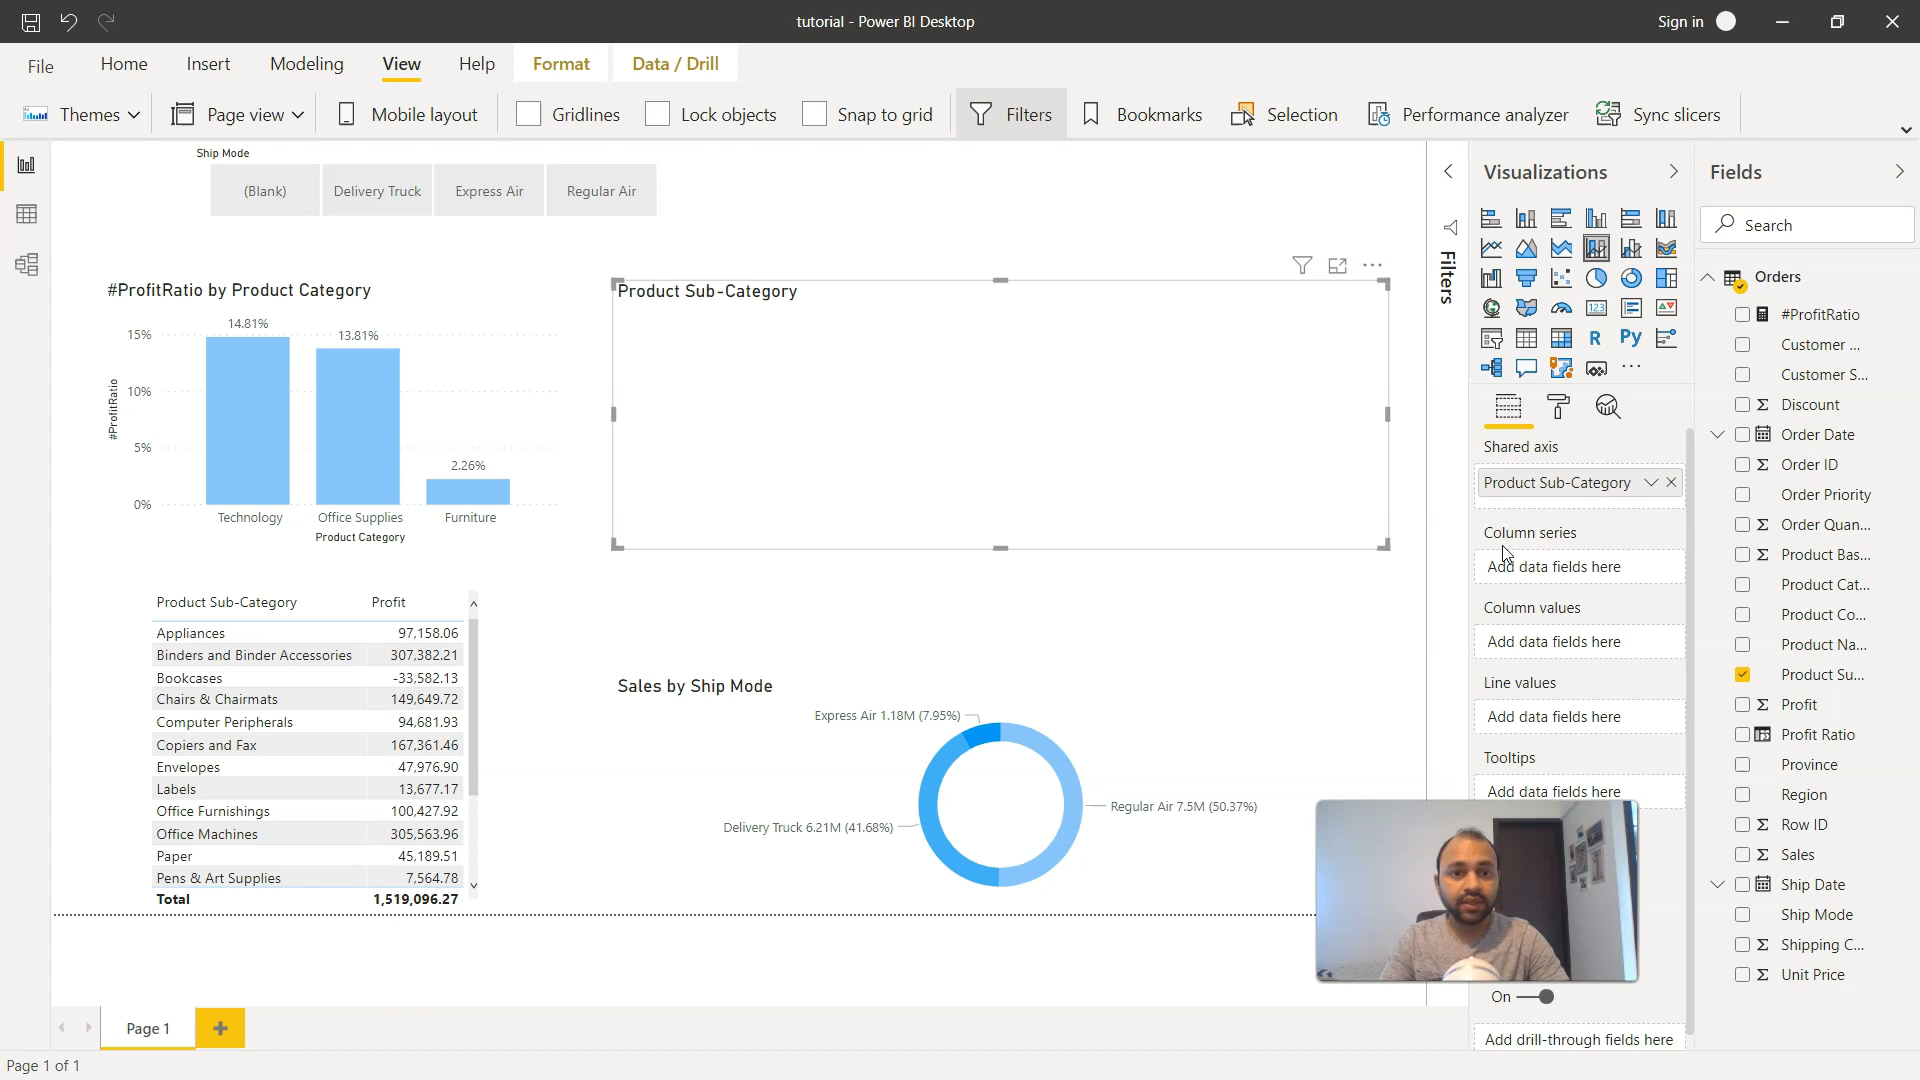 tutorial - Power BI Desktop
Sign in
File
Home
Insert
Modeling
View
Help
Format
Data / Drill
Themes
Page view
Mobile layout
Gridlines
Lock objects
Snap to grid
Filters
Bookmarks
Selection
Performance analyzer
Sync slicers
Ship Mode
(Blank)
Delivery Truck
Express Air
Regular Air
#ProfitRatio by Product Category
14.81%
13.81%
2.26%
15%
10%
5%
0%
#ProfitRatio
Technology
Office Supplies
Furniture
Product Category
Product Sub-Category
Product Sub-Category Profit
Appliances 97,158.06
Binders and Binder Accessories 307,382.21
Bookcases -33,582.13
Chairs & Chairmats 149,649.72
Computer Peripherals 94,681.93
Copiers and Fax 167,361.46
Envelopes 47,976.90
Labels 13,677.17
Office Furnishings 100,427.92
Office Machines 305,563.96
Paper 45,189.51
Pens & Art Supplies 7,564.78
Total 1,519,096.27
Sales by Ship Mode
Express Air 1.18M (7.95%)
Regular Air 7.5M (50.37%)
Delivery Truck 6.21M (41.68%)
Filters
Visualizations
123
R
Py
Shared axis
Product Sub-Category
Column series
Add data fields here
Column values
Add data fields here
Line values
Add data fields here
Tooltips
Add data fields here
On
Add drill-through fields here
Fields
Search
Orders
#ProfitRatio
Customer ...
Customer S...
Discount
Order Date
Order ID
Order Priority
Order Quan...
Product Bas...
Product Cat...
Product Co...
Product Na...
Product Su...
Profit
Profit Ratio
Province
Region
Row ID
Sales
Ship Date
Ship Mode
Shipping C...
Unit Price
Page 1
Page 1 of 1